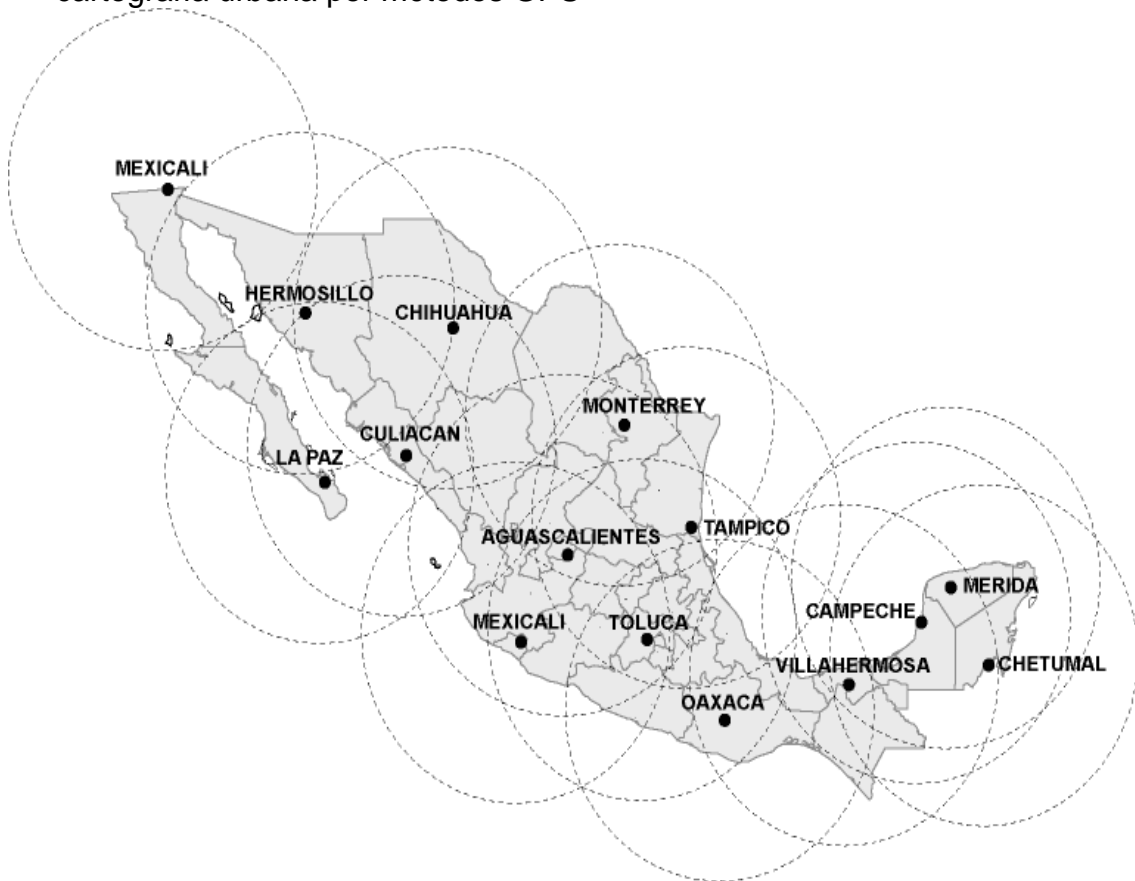 cartografía urbana por métodos GPS
MEXICALI
HERMOSILLO
CHIHUAHUA
MONTERREY
CULIACAN
LA PAZ
TAMPICO
AGUASCALIENTES
MERIDA
CAMPECHE
MEXICALI
TOLUCA
VILLAHERMOSA
CHETUMAL
OAXACA